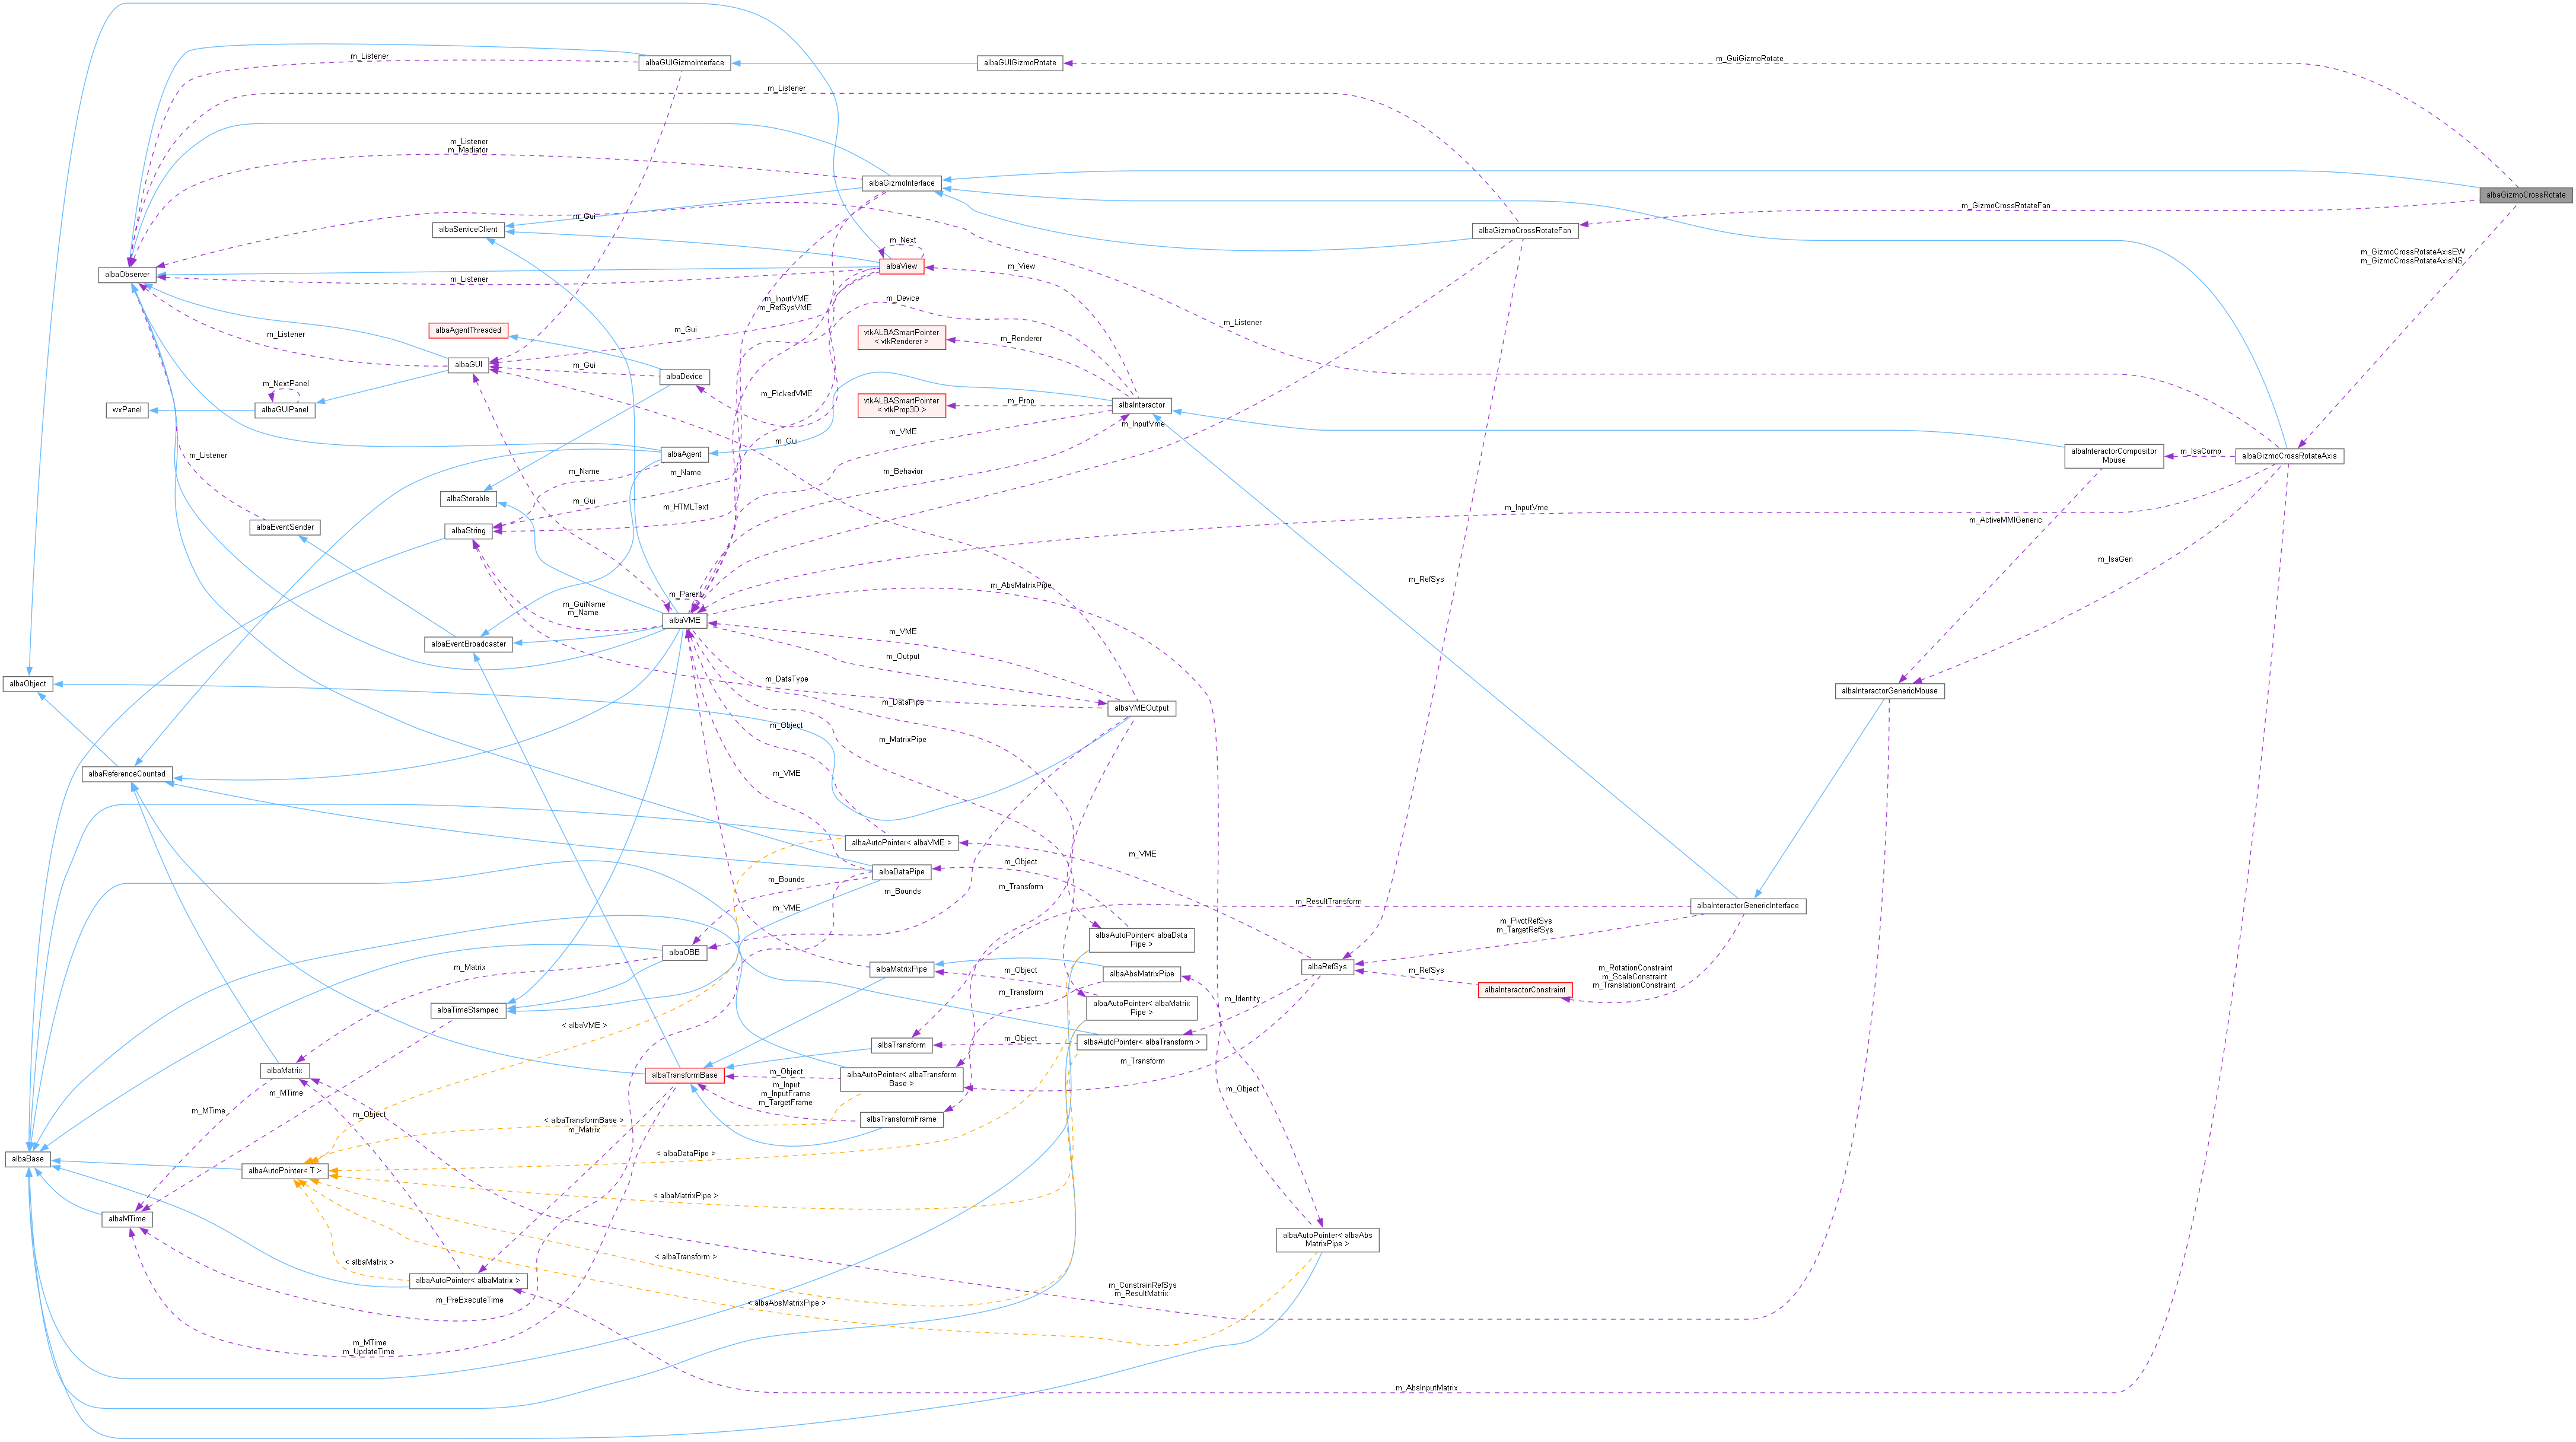 m_Listener
albaGUIGizmoInterface
albaGUIGizmoRotate
m_GuiGizmoRotate
m_Listener
m_Listener
m_Mediator
albaGizmoInterface
albaGizmoCrossRotate
m_GizmoCrossRotateFan
m_Gui
albaServiceClient
albaGizmoCrossRotateFan
m_Next
m_GizmoCrossRotateAxisEW
m_GizmoCrossRotateAxisNS
albaObserver
albaView
m_View
m_Listener
m_InputVME
m_RefSysVME
m_Device
albaAgentThreaded
m_Gui
vtkALBASmartPointer
< vtkRenderer >
m_Renderer
m_Listener
m_Listener
albaGUI
m_Gui
albaDevice
m_NextPanel
m_PickedVME
wxPanel
albaGUIPanel
vtkALBASmartPointer
< vtkProp3D >
m_Prop
albaInteractor
m_InputVme
m_VME
m_Gui
m_Listener
albaAgent
albaInteractorCompositor
Mouse
m_IsaComp
albaGizmoCrossRotateAxis
m_Name
m_Name
m_Behavior
albaStorable
m_Gui
m_HTMLText
m_InputVme
albaEventSender
albaString
m_ActiveMMIGeneric
m_IsaGen
m_RefSys
m_AbsMatrixPipe
m_Parent
m_GuiName
m_Name
albaVME
m_VME
albaEventBroadcaster
m_Output
albaObject
m_DataType
albaInteractorGenericMouse
m_DataPipe
albaVMEOutput
m_Object
m_MatrixPipe
albaReferenceCounted
m_VME
albaAutoPointer< albaVME >
m_VME
m_Object
albaDataPipe
m_Bounds
m_Bounds
m_Transform
m_ResultTransform
albaInteractorGenericInterface
m_VME
m_PivotRefSys
m_TargetRefSys
albaAutoPointer< albaData
Pipe >
albaOBB
m_Matrix
albaMatrixPipe
m_Object
albaAbsMatrixPipe
albaRefSys
m_RefSys
m_RotationConstraint
m_ScaleConstraint
m_TranslationConstraint
albaInteractorConstraint
m_Transform
m_Identity
albaTimeStamped
albaAutoPointer< albaMatrix
Pipe >
< albaVME >
albaTransform
m_Object
albaAutoPointer< albaTransform >
m_Transform
albaMatrix
albaTransformBase
m_Object
albaAutoPointer< albaTransform
Base >
m_MTime
m_Input
m_InputFrame
m_TargetFrame
m_Object
m_MTime
m_Object
albaTransformFrame
< albaTransformBase >
m_Matrix
< albaDataPipe >
albaBase
albaAutoPointer< T >
< albaMatrixPipe >
albaMTime
albaAutoPointer< albaAbs
MatrixPipe >
< albaTransform >
< albaMatrix >
albaAutoPointer< albaMatrix >
m_ConstrainRefSys
m_ResultMatrix
m_PreExecuteTime
< albaAbsMatrixPipe >
m_MTime
m_UpdateTime
m_AbsInputMatrix